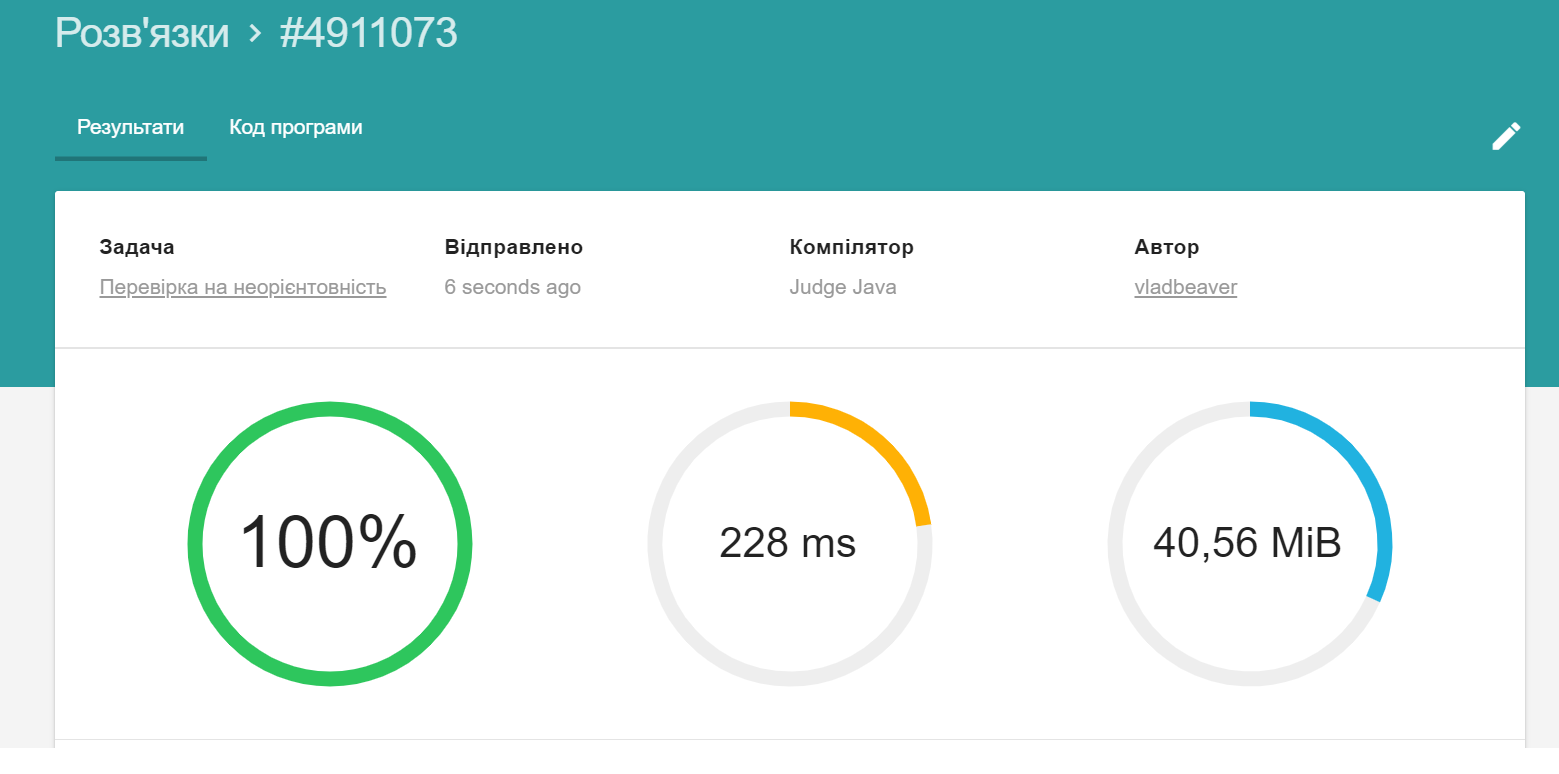 Розв'язки > #4911073
Результати Код програми
Задача Відправлено Компілятор Автор
Перевірка на неорієнтовність 6 seconds ago Judge Java vladbeaver
100% 228 ms 40,56 MiB